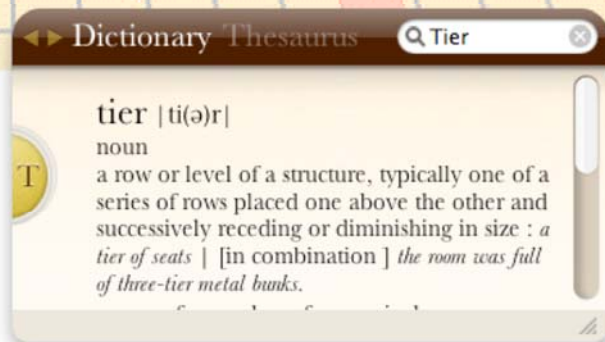 Dictionary Thesaurus Tier
tier |ti(ə)r|
noun
T
a row or level of a structure, typically one of a
series of rows placed one above the other and
successively receding or diminishing in size : a
tier of seats | [in combination ] the room was full
of three-tier metal bunks.